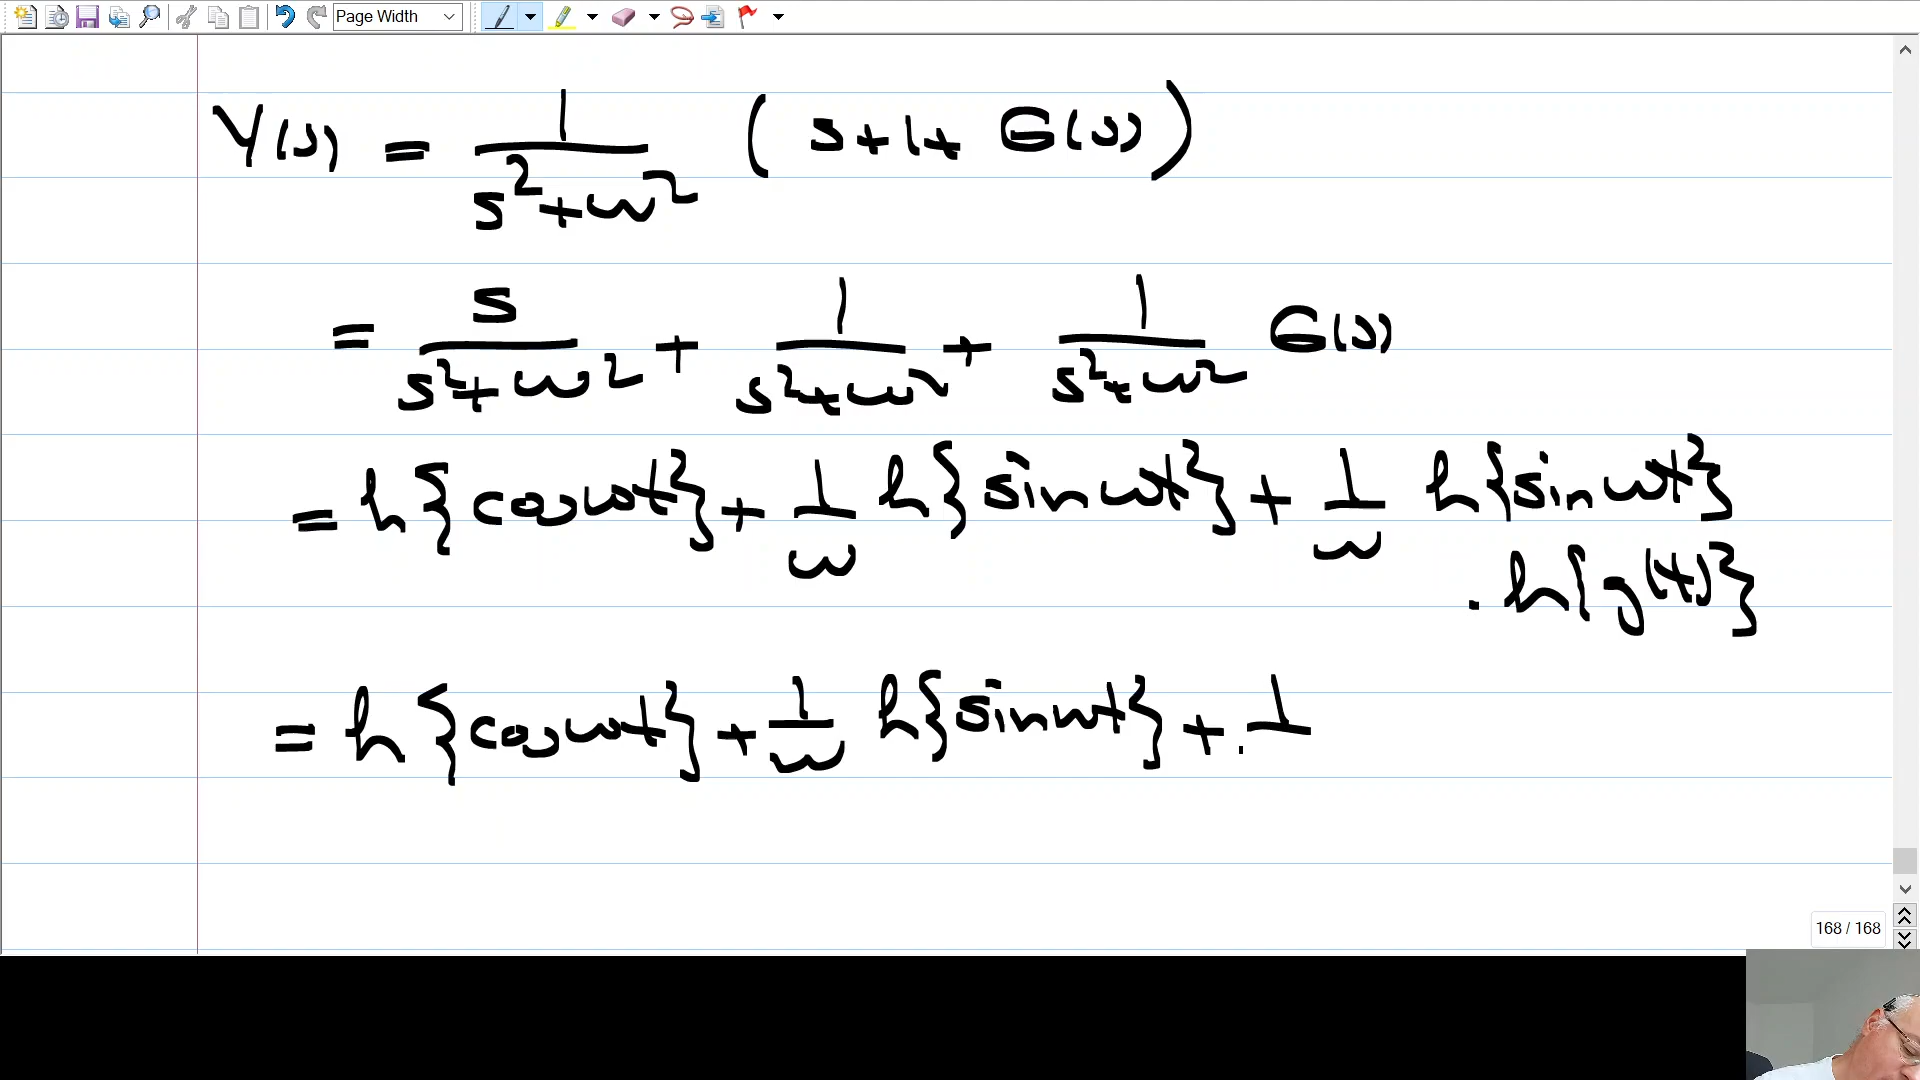 Page Width
Y(s) = 1/(s²+ω²) (s+1+ G(s))
= s/(s²+ω²) + 1/(s²+ω²) + 1/(s²+ω²) G(s)
= h{cos ωt} + 1/ω h{sin ωt} + 1/ω h{sin ωt}
. h{g(t)}
= h{cos ωt} + 1/ω h{sin ωt} + 1
168 / 168